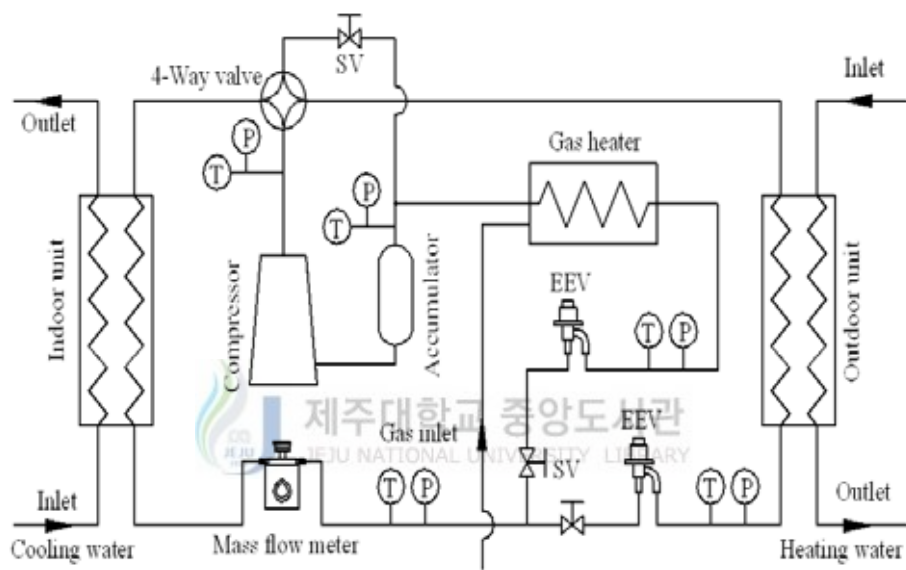 4-Way valve
SV
Inlet
Outlet
P
T
Gas heater
P
T
Indoor unit
Compressor
Accumulator
EEV
T
P
Outdoor unit
제주대학교 중앙도서관
JEJU NATIONAL UNIVERSITY LIBRARY
Gas inlet
EEV
SV
T
P
T
P
Inlet
Cooling water
Mass flow meter
Outlet
Heating water